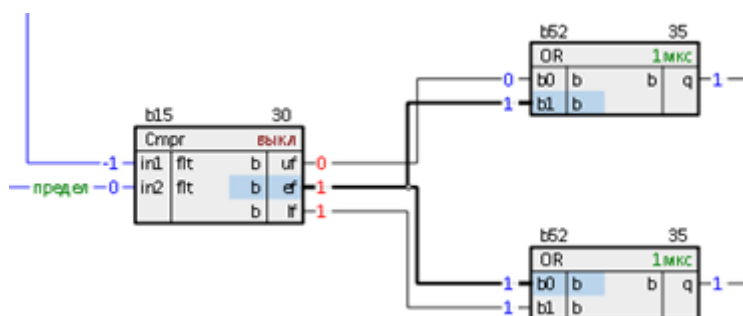 b52 35
OR 1мкс
0 b0 b b q 1
1 b1 b
b15 30
Cmpr выкл
-1 in1 flt b uf 0
предел 0 in2 flt b ef 1
b lf 1
b52 35
OR 1мкс
1 b0 b b q 1
1 b1 b